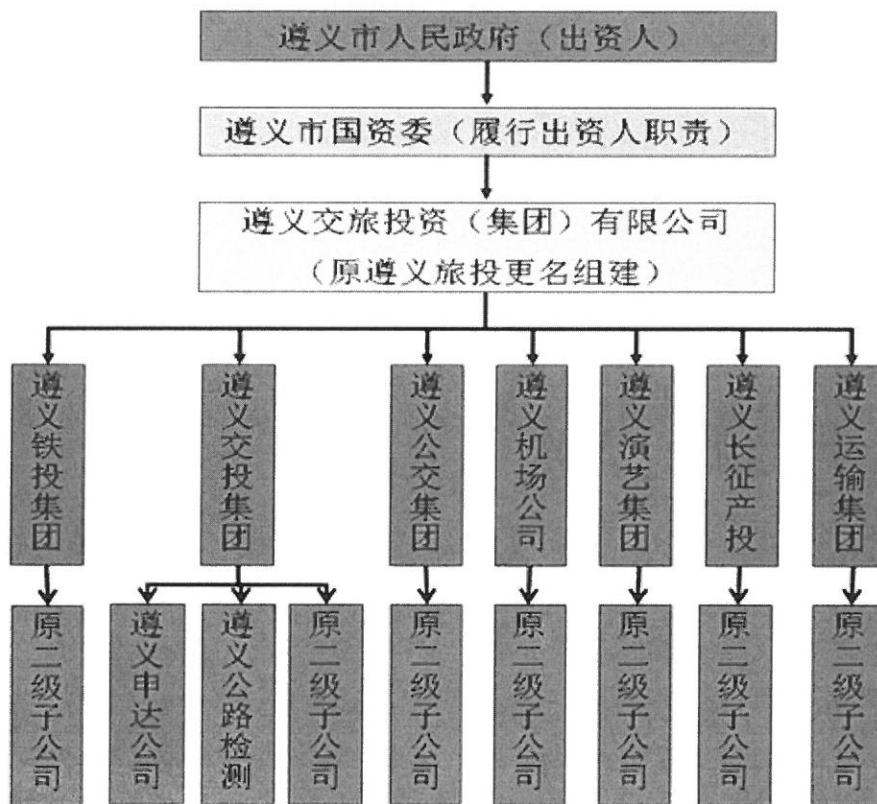 遵义市人民政府（出资人）
遵义市国资委（履行出资人职责）
遵义交旅投资（集团）有限公司
（原遵义旅投更名组建）
遵义铁投集团
遵义交投集团
遵义公交集团
遵义机场公司
遵义演艺集团
遵义长征产投
遵义运输集团
原二级子公司
遵义申达公司
遵义公路检测
原二级子公司
原二级子公司
原二级子公司
原二级子公司
原二级子公司
原二级子公司